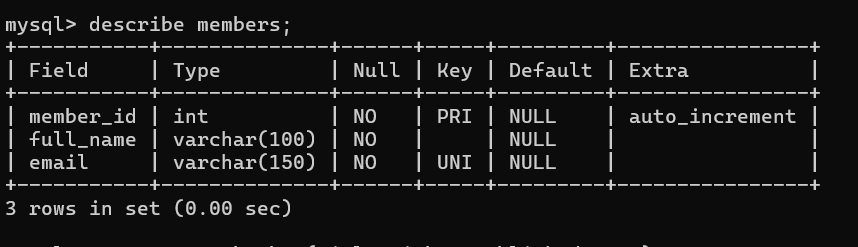 mysql> describe members;
+-----------+--------------+------+-----+---------+----------------+
| Field     | Type         | Null | Key | Default | Extra          |
+-----------+--------------+------+-----+---------+----------------+
| member_id | int          | NO   | PRI | NULL    | auto_increment |
| full_name | varchar(100) | NO   |     | NULL    |                |
| email     | varchar(150) | NO   | UNI | NULL    |                |
+-----------+--------------+------+-----+---------+----------------+
3 rows in set (0.00 sec)